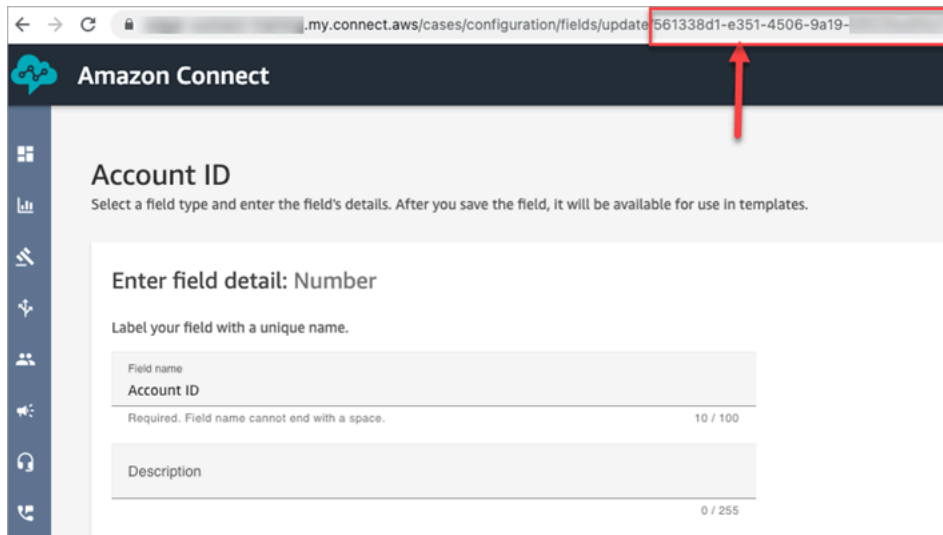 .my.connect.aws/cases/configuration/fields/update/561338d1-e351-4506-9a19-
Amazon Connect
Account ID
Select a field type and enter the field's details. After you save the field, it will be available for use in templates.
Enter field detail: Number
Label your field with a unique name.
Field name
Account ID
Required. Field name cannot end with a space.
10 / 100
Description
0 / 255